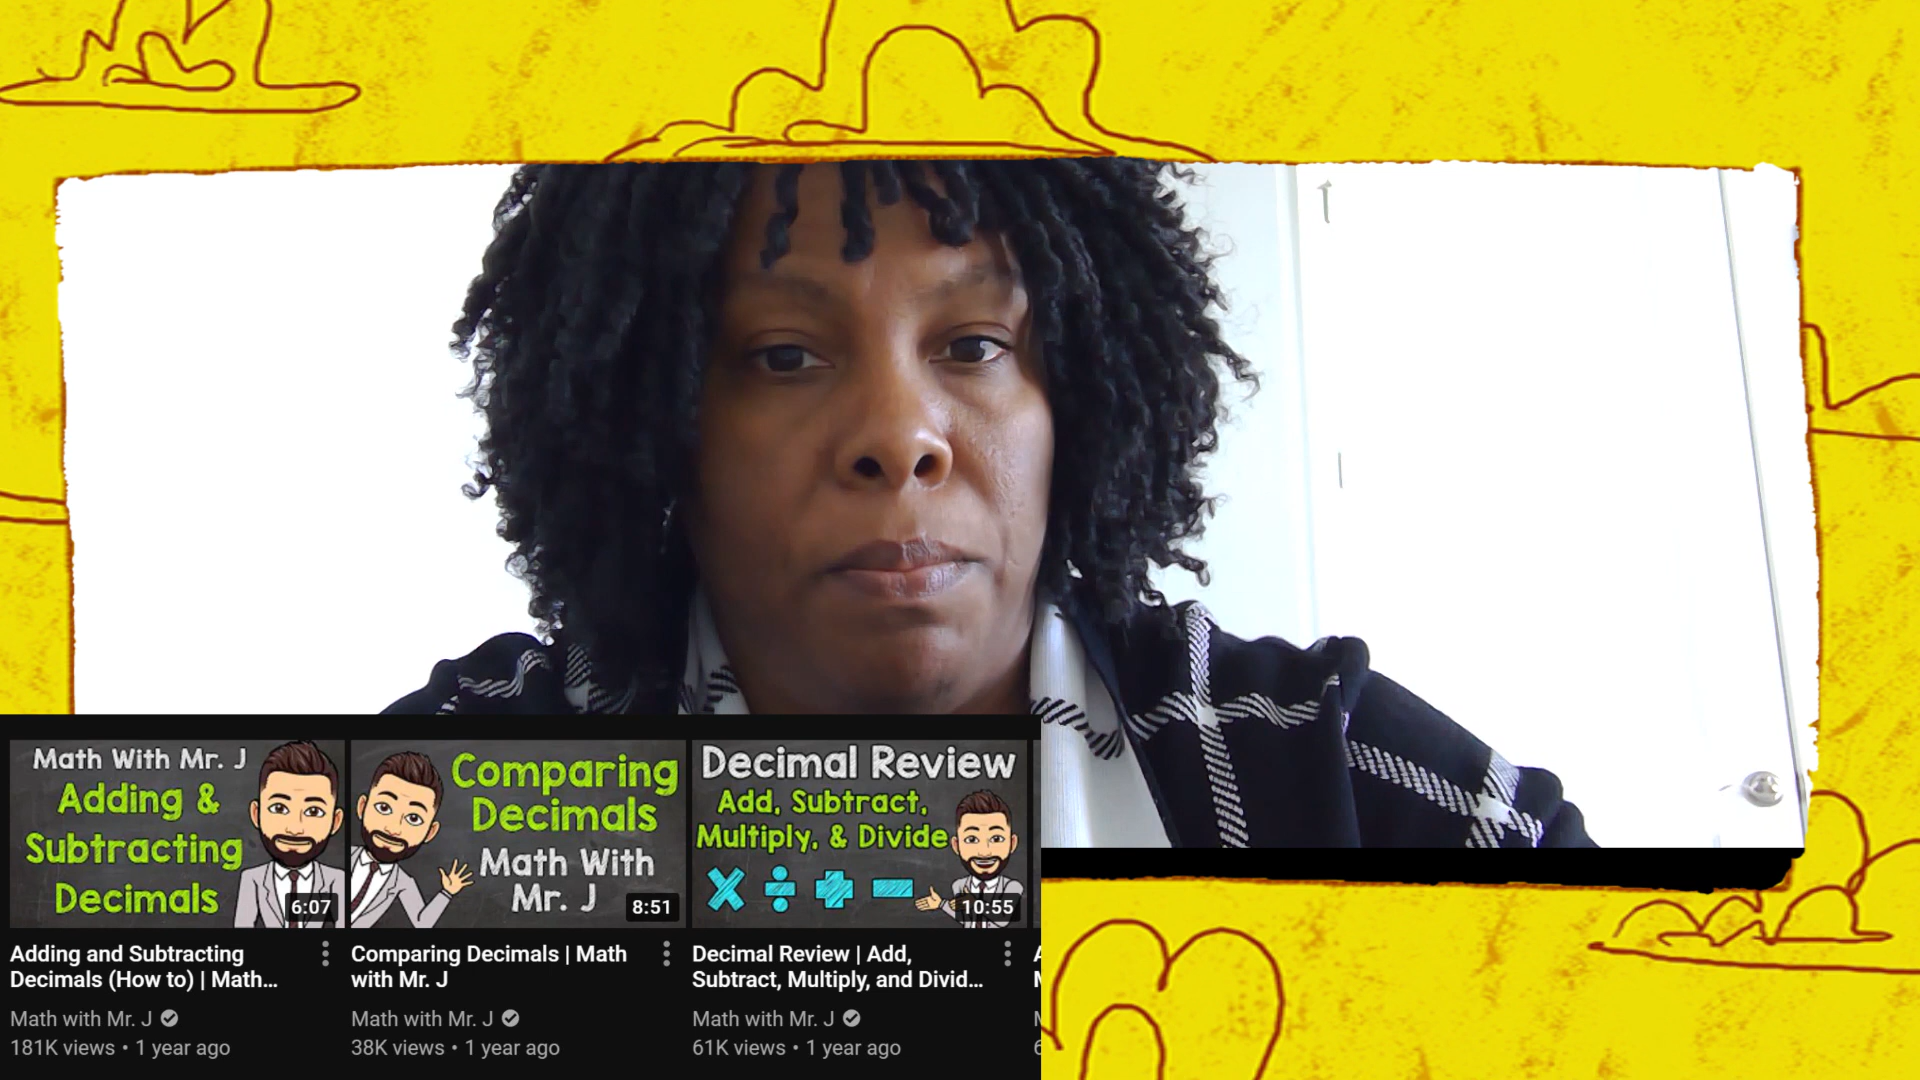 Math With Mr. J
Adding &
Subtracting
Decimals
6:07
Comparing
Decimals
Math With
Mr. J
8:51
Decimal Review
Add, Subtract,
Multiply, & Divide
10:55
Adding and Subtracting
Decimals (How to) | Math...
Math with Mr. J
181K views • 1 year ago
Comparing Decimals | Math
with Mr. J
Math with Mr. J
38K views • 1 year ago
Decimal Review | Add,
Subtract, Multiply, and Divid...
Math with Mr. J
61K views • 1 year ago